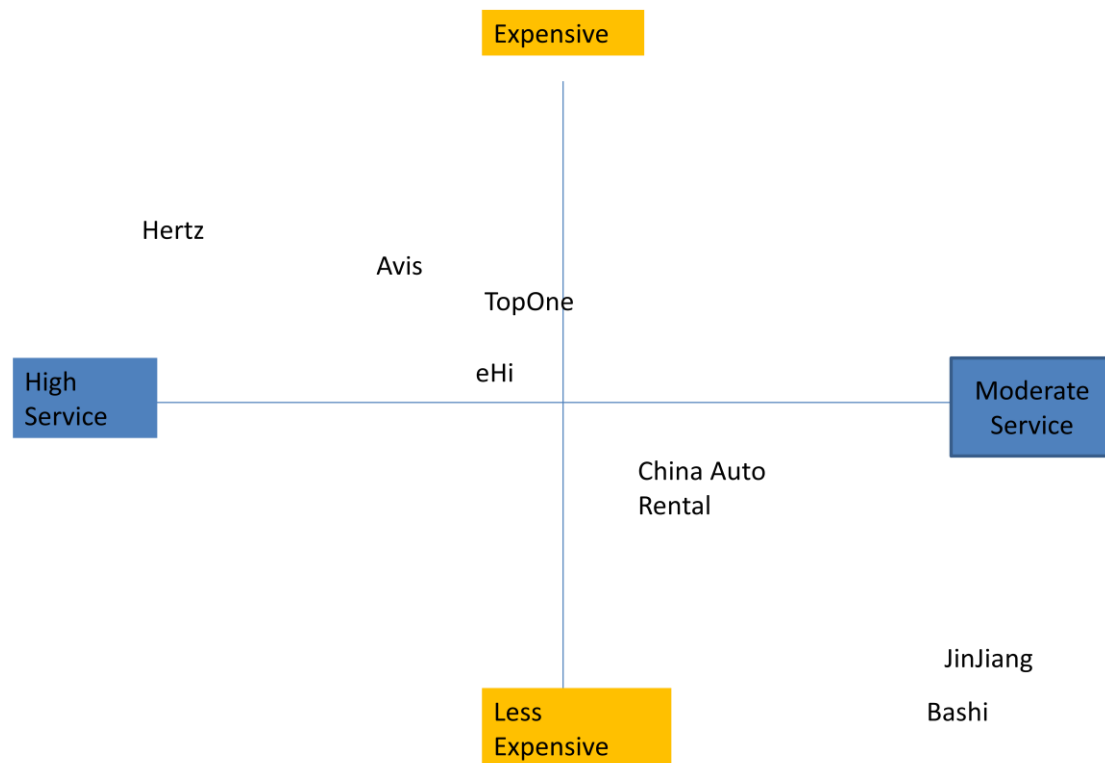 Expensive
Hertz
Avis
TopOne
eHi
High
Service
Moderate
Service
China Auto
Rental
JinJiang
Less
Expensive
Bashi